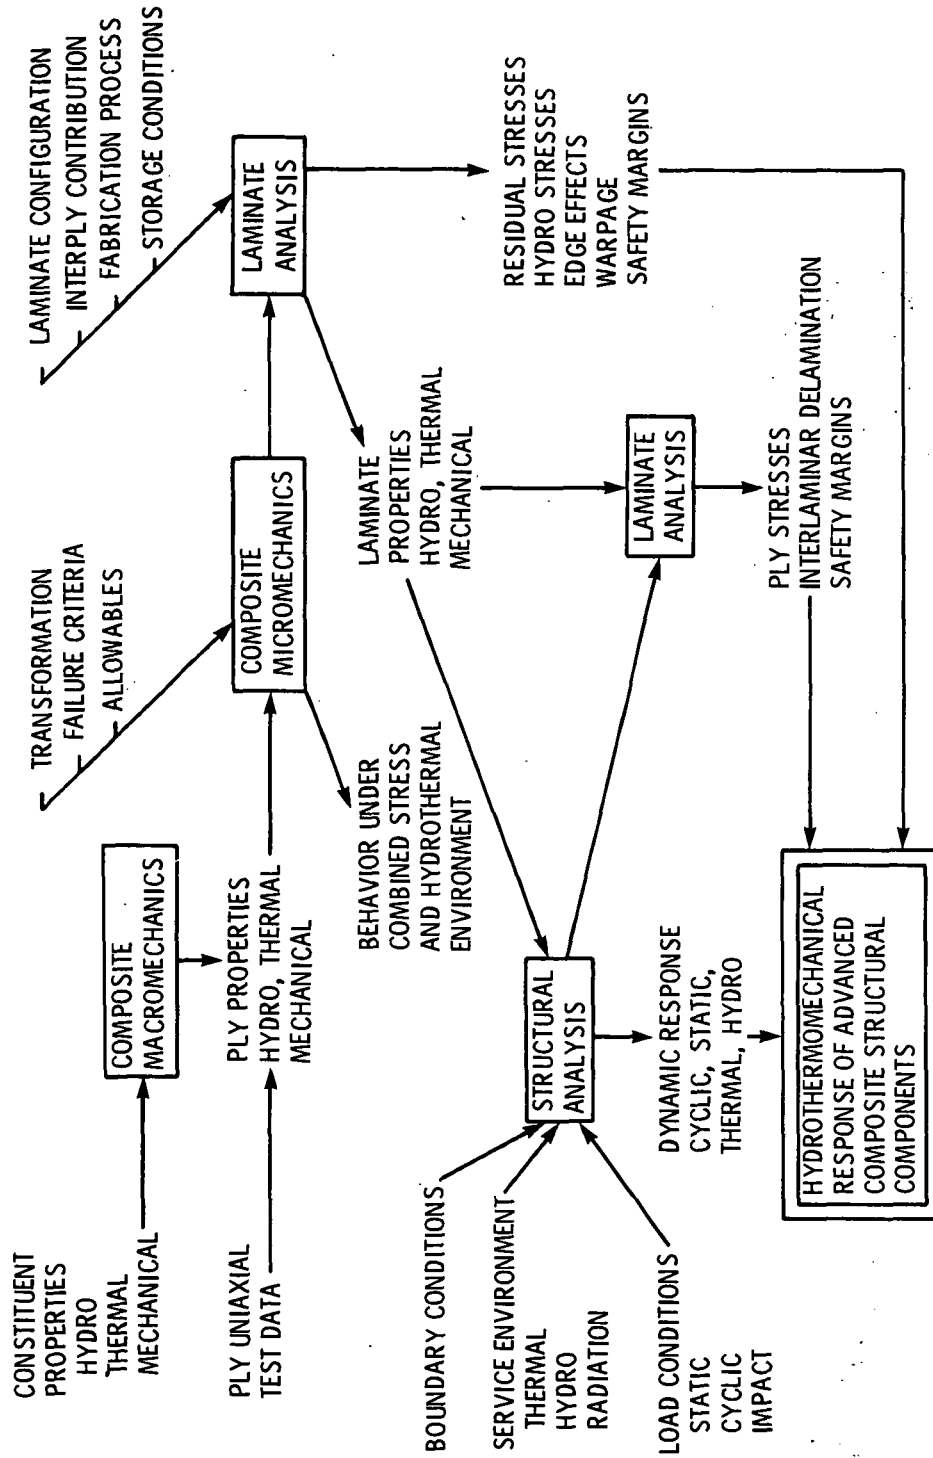 CONSTITUENT
PROPERTIES
HYDRO
THERMAL
MECHANICAL
COMPOSITE
MACROMECHANICS
TRANSFORMATION
FAILURE CRITERIA
ALLOWABLES
LAMINATE CONFIGURATION
INTERPLY CONTRIBUTION
FABRICATION PROCESS
STORAGE CONDITIONS
PLY UNIAXIAL
TEST DATA
PLY PROPERTIES
HYDRO, THERMAL
MECHANICAL
COMPOSITE
MICROMECHANICS
LAMINATE
ANALYSIS
BEHAVIOR UNDER
COMBINED STRESS
AND HYDROTHERMAL
ENVIRONMENT
LAMINATE
PROPERTIES
HYDRO, THERMAL
MECHANICAL
RESIDUAL STRESSES
HYDRO STRESSES
EDGE EFFECTS
WARPAGE
SAFETY MARGINS
BOUNDARY CONDITIONS
SERVICE ENVIRONMENT
THERMAL
HYDRO
RADIATION
LOAD CONDITIONS
STATIC
CYCLIC
IMPACT
STRUCTURAL
ANALYSIS
LAMINATE
ANALYSIS
DYNAMIC RESPONSE
CYCLIC, STATIC,
THERMAL, HYDRO
PLY STRESSES
INTERLAMINAR DELAMINATION
SAFETY MARGINS
HYDROTHERMOMECHANICAL
RESPONSE OF ADVANCED
COMPOSITE STRUCTURAL
COMPONENTS